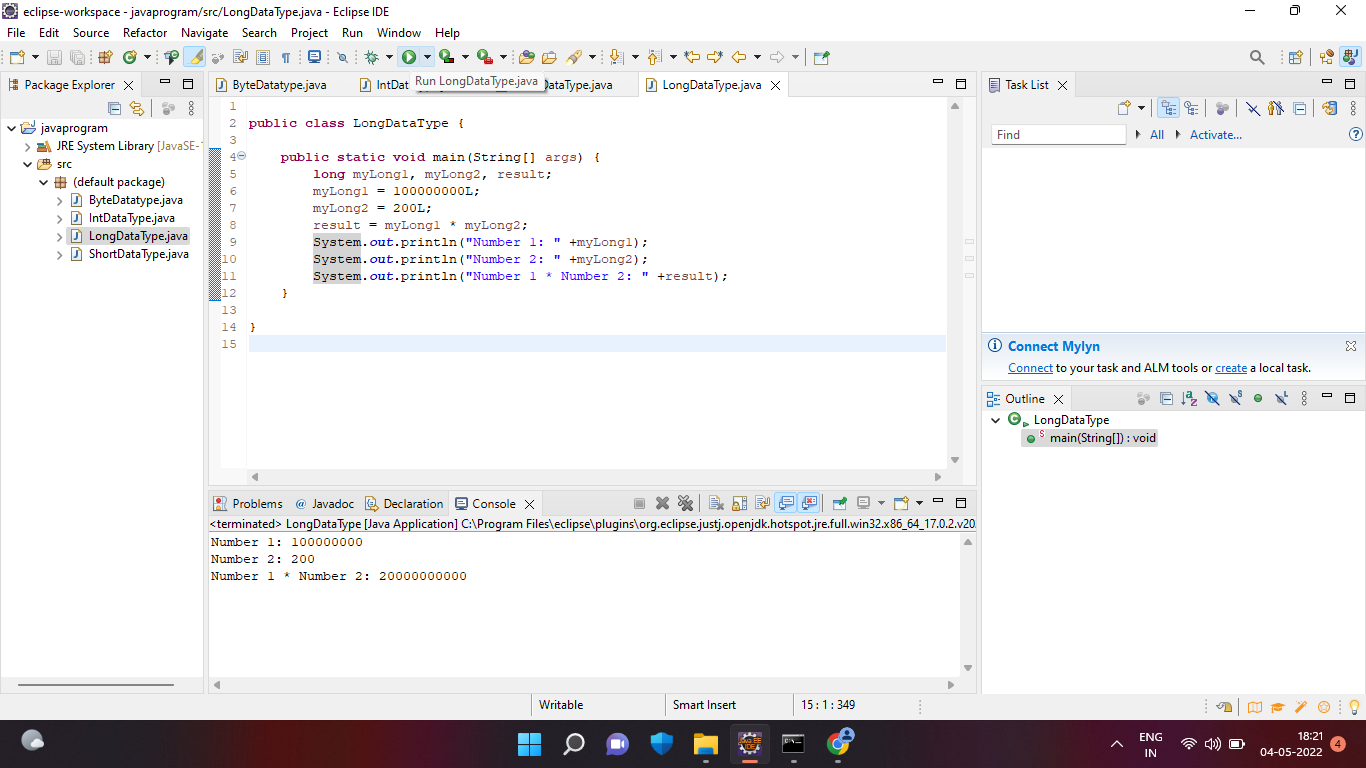 eclipse-workspace - javaprogram/src/LongDataType.java - Eclipse IDE
File Edit Source Refactor Navigate Search Project Run Window Help
Run LongDataType.java
Package Explorer
javaprogram
JRE System Library [JavaSE-1
src
(default package)
ByteDatatype.java
IntDataType.java
LongDataType.java
ShortDataType.java
ByteDatatype.java IntDat DataType.java LongDataType.java
1
2 public class LongDataType {
3
4 public static void main(String[] args) {
5 long myLong1, myLong2, result;
6 myLong1 = 100000000L;
7 myLong2 = 200L;
8 result = myLong1 * myLong2;
9 System.out.println("Number 1: " +myLong1);
10 System.out.println("Number 2: " +myLong2);
11 System.out.println("Number 1 * Number 2: " +result);
12 }
13
14 }
15
Task List
Find All Activate...
Connect Mylyn
Connect to your task and ALM tools or create a local task.
Outline
LongDataType
main(String[]) : void
Problems Javadoc Declaration Console
<terminated> LongDataType [Java Application] C:\Program Files\eclipse\plugins\org.eclipse.justj.openjdk.hotspot.jre.full.win32.x86_64_17.0.2.v20
Number 1: 100000000
Number 2: 200
Number 1 * Number 2: 20000000000
Writable Smart Insert 15 : 1 : 349
ENG
IN
18:21
04-05-2022
4